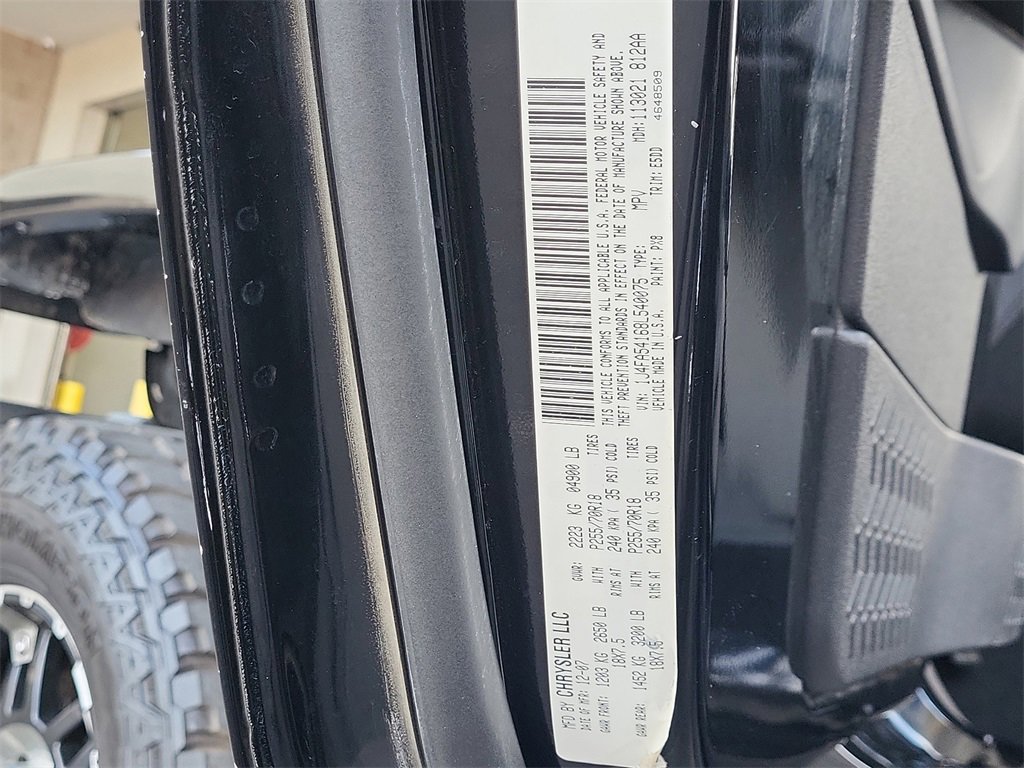 MFD BY CHRYSLER LLC
DATE OF MFR: 12-07 GVWR: 2223 KG 04900 LB
GAWR FRONT: 1203 KG 2650 LB WITH P255/70R18 TIRES
18X7.5 RIMS AT 240 KPA ( 35 PSI) COLD
GAWR REAR: 1452 KG 3200 LB WITH P255/70R18 TIRES
18X7.5 RIMS AT 240 KPA ( 35 PSI) COLD
THIS VEHICLE CONFORMS TO ALL APPLICABLE U.S.A. FEDERAL MOTOR VEHICLE SAFETY AND
THEFT PREVENTION STANDARDS IN EFFECT ON THE DATE OF MANUFACTURE SHOWN ABOVE.
VIN: 1J4FA54168L540075 TYPE: MPV MDH:113021 812AA
VEHICLE MADE IN U.S.A. PAINT: PX8 TRIM: E5DD 4648509